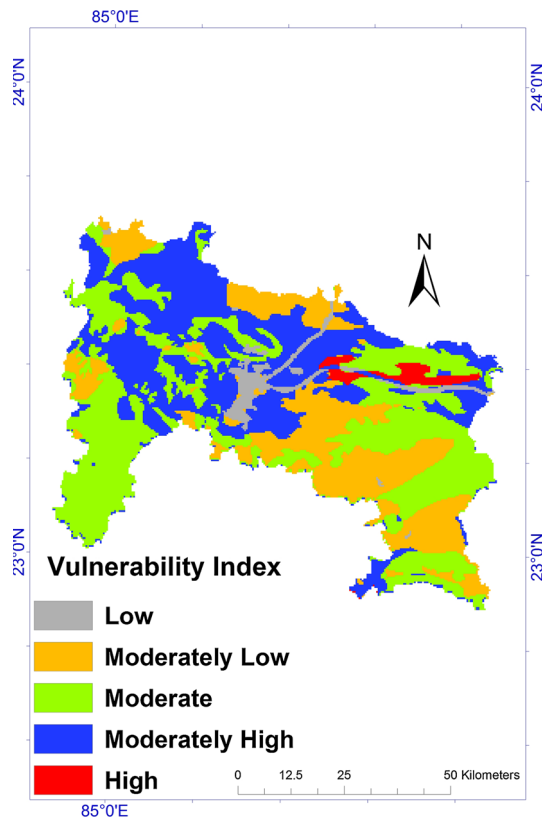 85°0'E
24°0'N
24°0'N
N
23°0'N
23°0'N
Vulnerability Index
Low
Moderately Low
Moderate
Moderately High
High
0 12.5 25 50 Kilometers
85°0'E